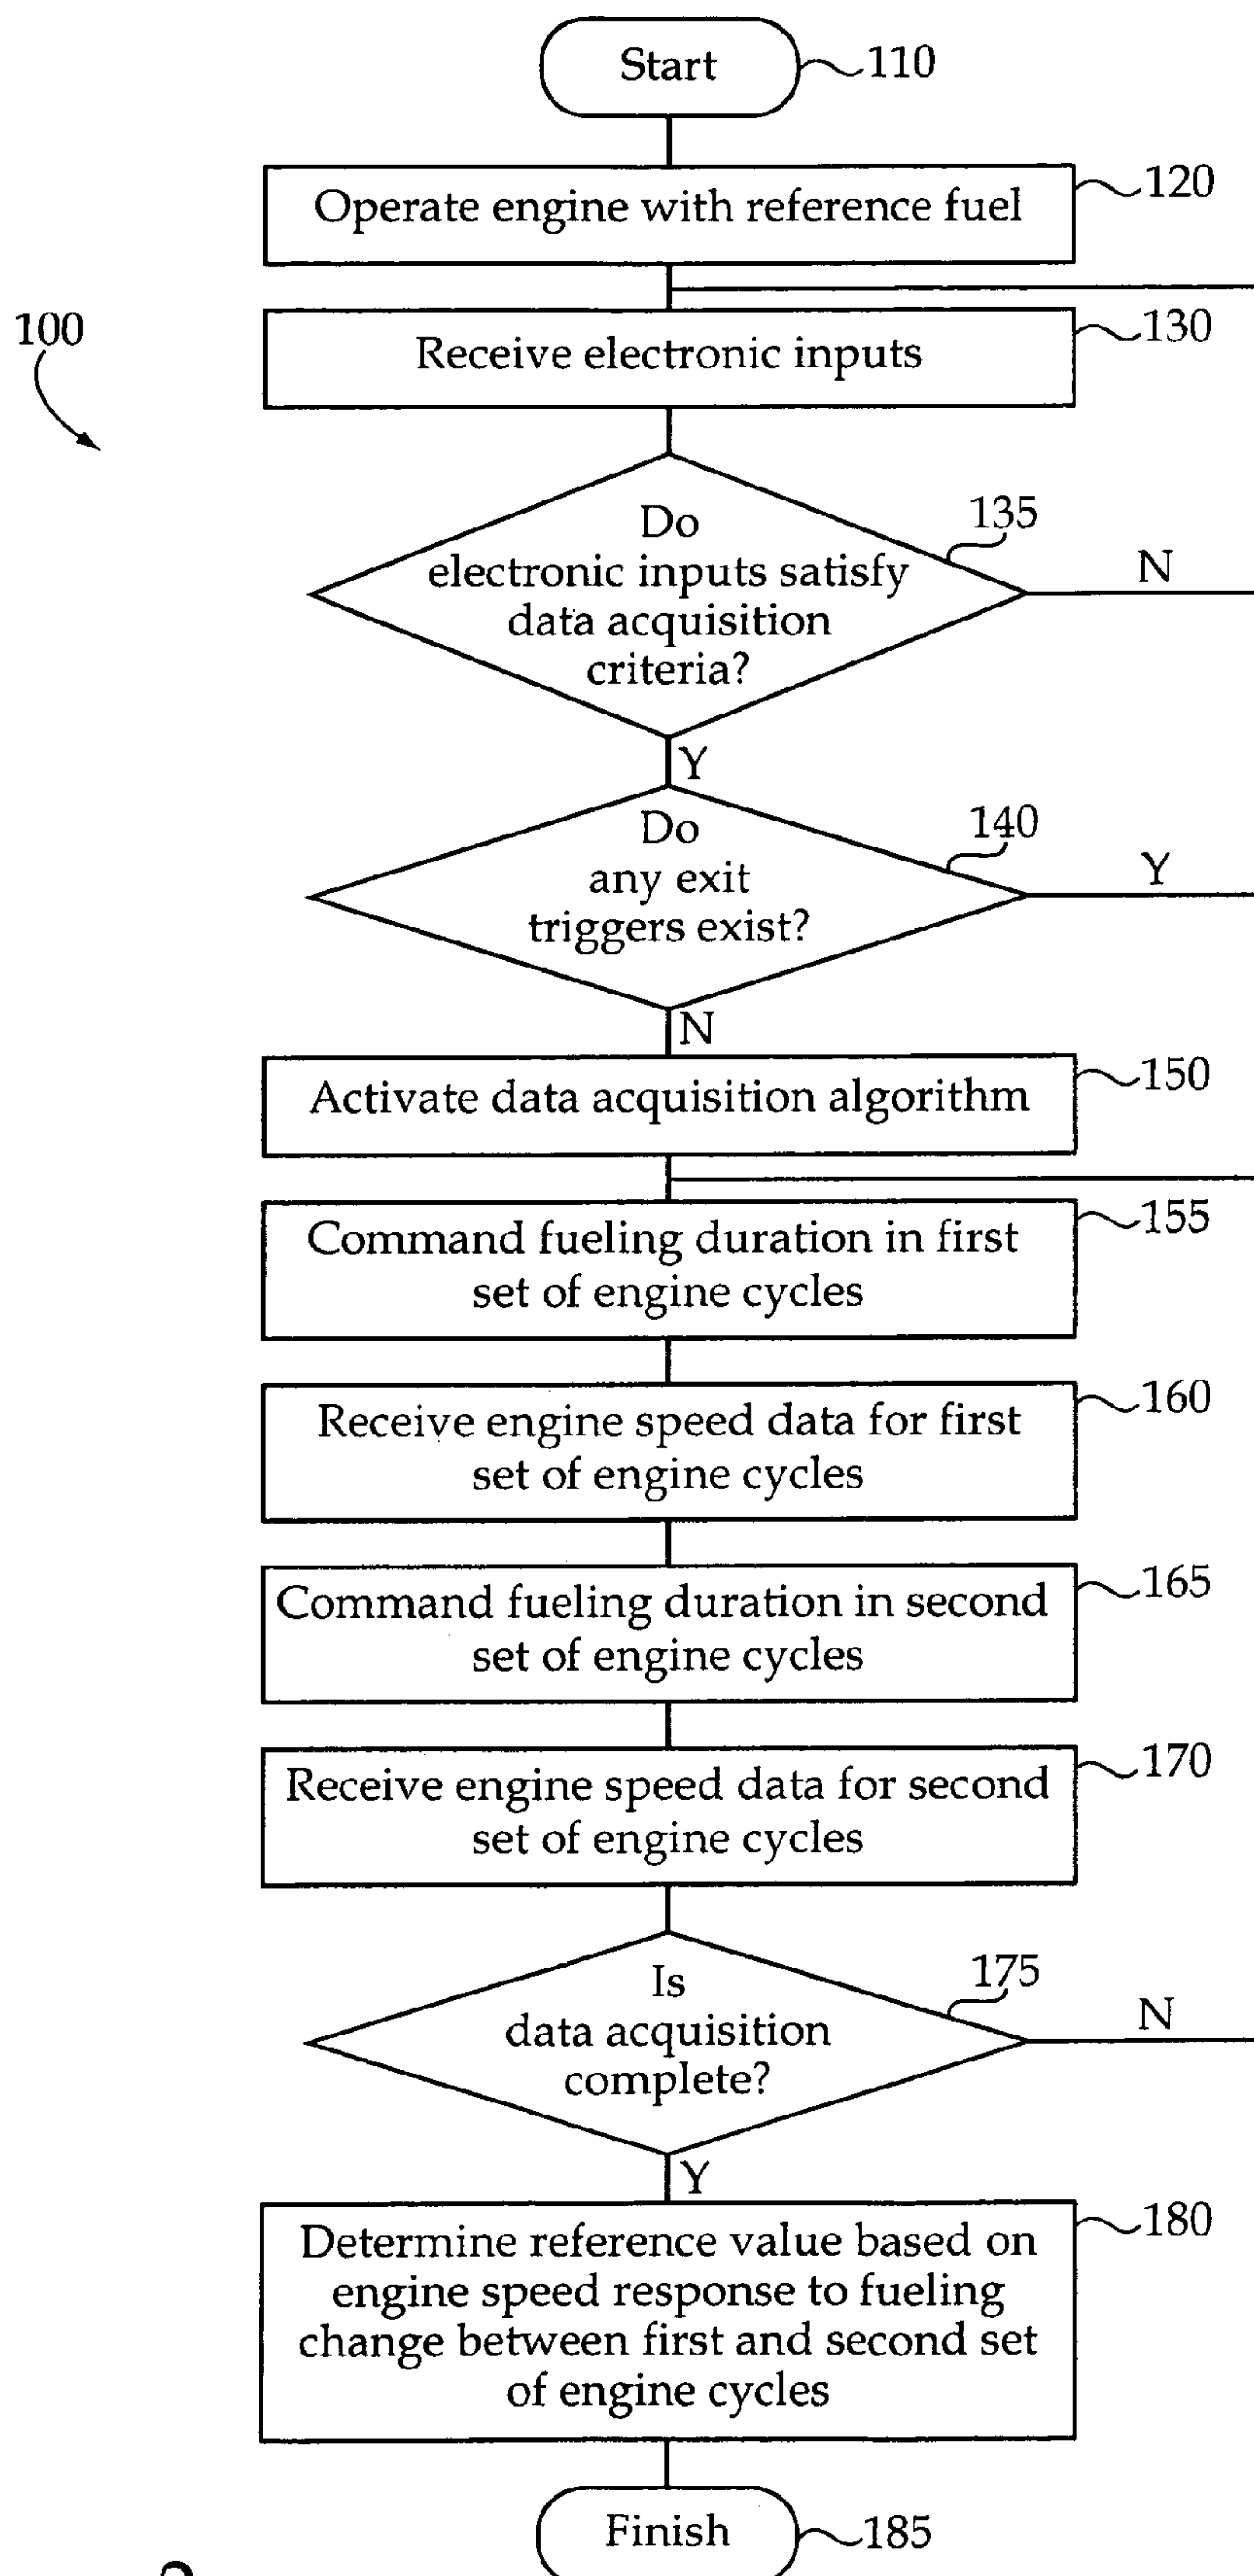 Start
110
Operate engine with reference fuel
120
100
Receive electronic inputs
130
Do
electronic inputs satisfy
data acquisition
criteria?
135
N
Y
Do
any exit
triggers exist?
140
Y
N
Activate data acquisition algorithm
150
Command fueling duration in first
set of engine cycles
155
Receive engine speed data for first
set of engine cycles
160
Command fueling duration in second
set of engine cycles
165
Receive engine speed data for second
set of engine cycles
170
Is
data acquisition
complete?
175
N
Y
Determine reference value based on
engine speed response to fueling
change between first and second set
of engine cycles
180
Finish
185